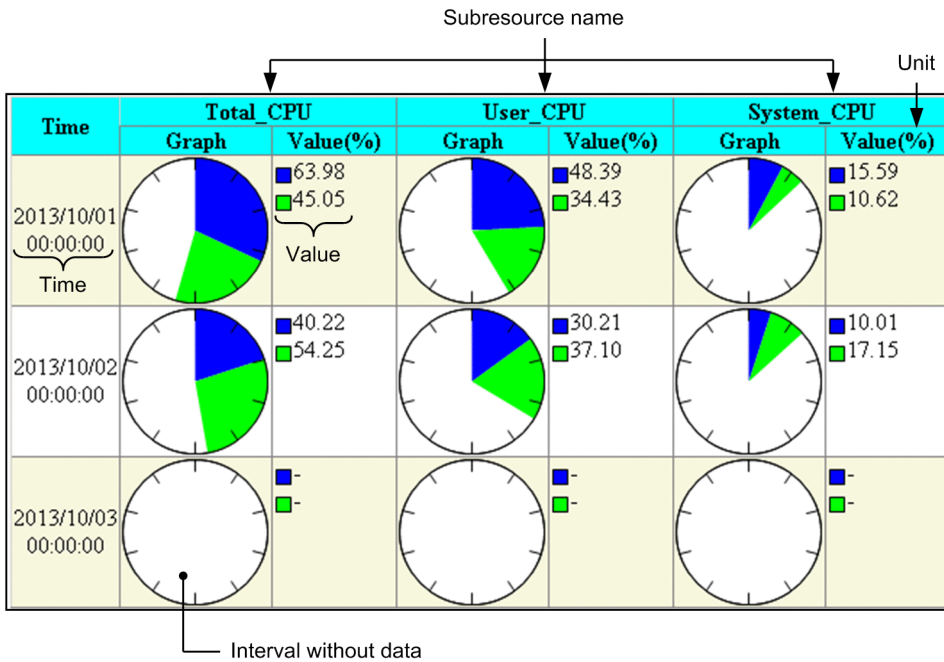 Subresource name
Unit
Time
Total_CPU
User_CPU
System_CPU
Graph
Value(%)
Graph
Value(%)
Graph
Value(%)
2013/10/01
00:00:00
Time
63.98
45.05
Value
48.39
34.43
15.59
10.62
2013/10/02
00:00:00
40.22
54.25
30.21
37.10
10.01
17.15
2013/10/03
00:00:00
-
-
-
-
-
-
Interval without data